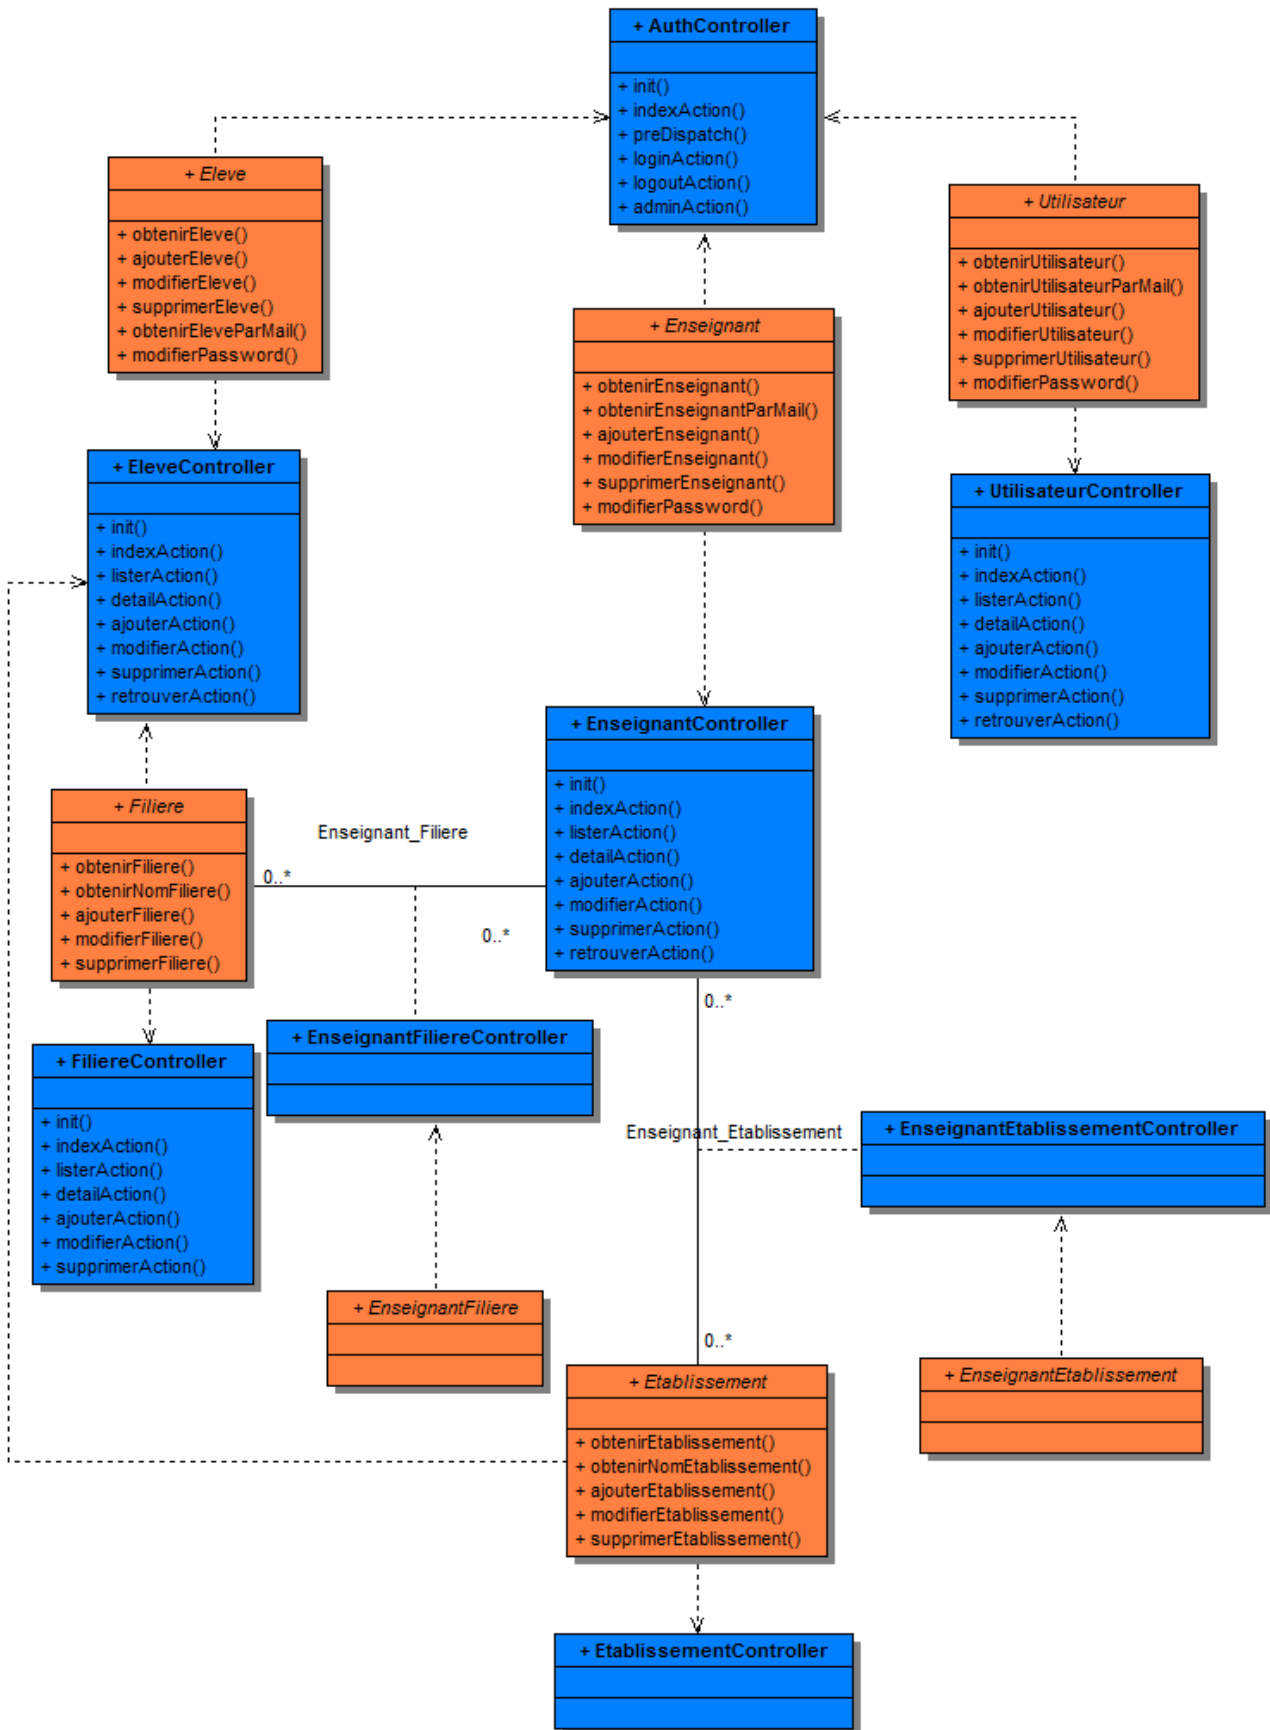 + AuthController
+ init()
+ indexAction()
+ preDispatch()
+ loginAction()
+ logoutAction()
+ adminAction()
+ Eleve
+ obtenirEleve()
+ ajouterEleve()
+ modifierEleve()
+ supprimerEleve()
+ obtenirEleveParMail()
+ modifierPassword()
+ Utilisateur
+ obtenirUtilisateur()
+ obtenirUtilisateurParMail()
+ ajouterUtilisateur()
+ modifierUtilisateur()
+ supprimerUtilisateur()
+ modifierPassword()
+ Enseignant
+ obtenirEnseignant()
+ obtenirEnseignantParMail()
+ ajouterEnseignant()
+ modifierEnseignant()
+ supprimerEnseignant()
+ modifierPassword()
+ EleveController
+ init()
+ indexAction()
+ listerAction()
+ detailAction()
+ ajouterAction()
+ modifierAction()
+ supprimerAction()
+ retrouverAction()
+ UtilisateurController
+ init()
+ indexAction()
+ listerAction()
+ detailAction()
+ ajouterAction()
+ modifierAction()
+ supprimerAction()
+ retrouverAction()
+ EnseignantController
+ init()
+ indexAction()
+ listerAction()
+ detailAction()
+ ajouterAction()
+ modifierAction()
+ supprimerAction()
+ retrouverAction()
+ Filiere
+ obtenirFiliere()
+ obtenirNomFiliere()
+ ajouterFiliere()
+ modifierFiliere()
+ supprimerFiliere()
Enseignant_Filiere
0..*
0..*
0..*
+ EnseignantFiliereController
+ FiliereController
+ init()
+ indexAction()
+ listerAction()
+ detailAction()
+ ajouterAction()
+ modifierAction()
+ supprimerAction()
Enseignant_Etablissement
+ EnseignantEtablissementController
+ EnseignantFiliere
0..*
+ Etablissement
+ obtenirEtablissement()
+ obtenirNomEtablissement()
+ ajouterEtablissement()
+ modifierEtablissement()
+ supprimerEtablissement()
+ EnseignantEtablissement
+ EtablissementController